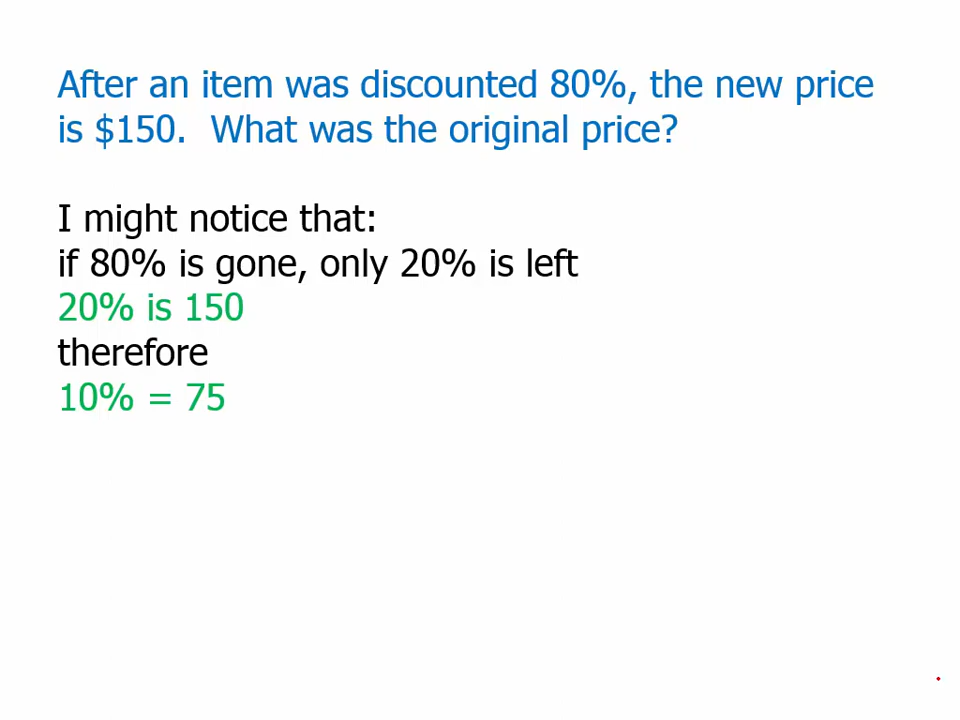 After an item was discounted 80%, the new price
is $150.  What was the original price?
I might notice that:
if 80% is gone, only 20% is left
20% is 150
therefore
10% = 75